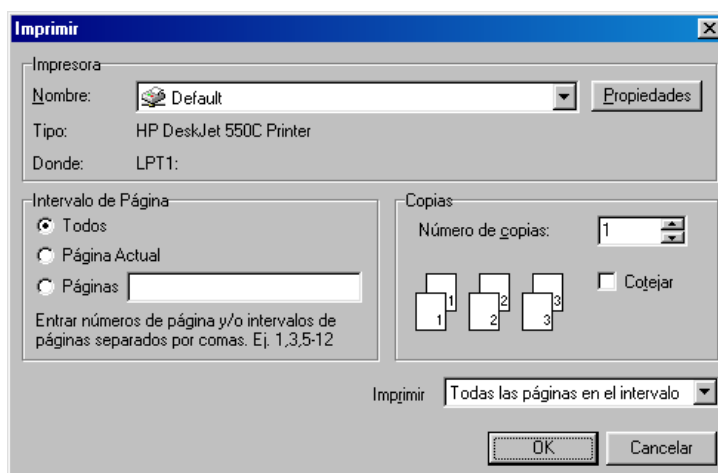 Imprimir
Impresora
Nombre: Default Propiedades
Tipo: HP DeskJet 550C Printer
Donde: LPT1:
Intervalo de Página
Todos
Página Actual
Páginas
Entrar números de página y/o intervalos de
páginas separados por comas. Ej. 1,3,5-12
Copias
Número de copias: 1
1 1 2 2 3 3
Cotejar
Imprimir Todas las páginas en el intervalo
OK Cancelar